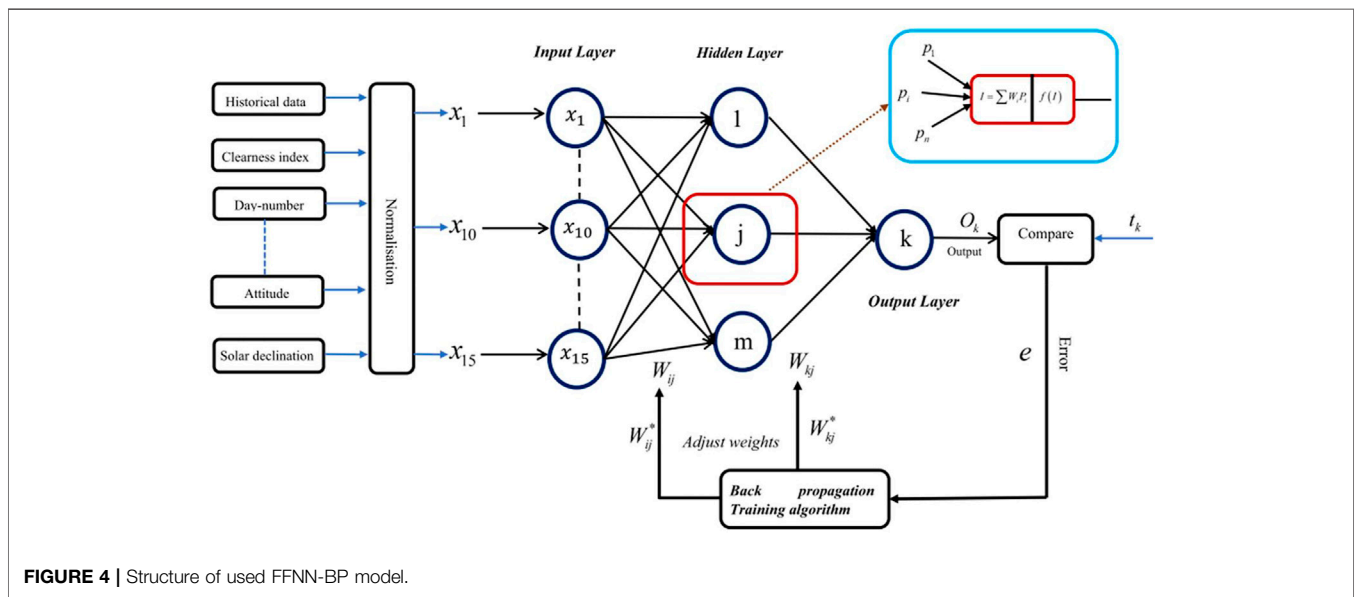 Input Layer
Hidden Layer
Historical data
Clearness index
Day-number
Attitude
Solar declination
Normalisation
x1
x10
x15
x1
x10
x15
l
j
m
p1
pi
pn
I = ∑ WiPi
f(I)
k
Output Layer
Ok
Output
Compare
tk
e
Error
Wij
Wkj
W*ij
Adjust weights
W*kj
Back propagation
Training algorithm
FIGURE 4 | Structure of used FFNN-BP model.